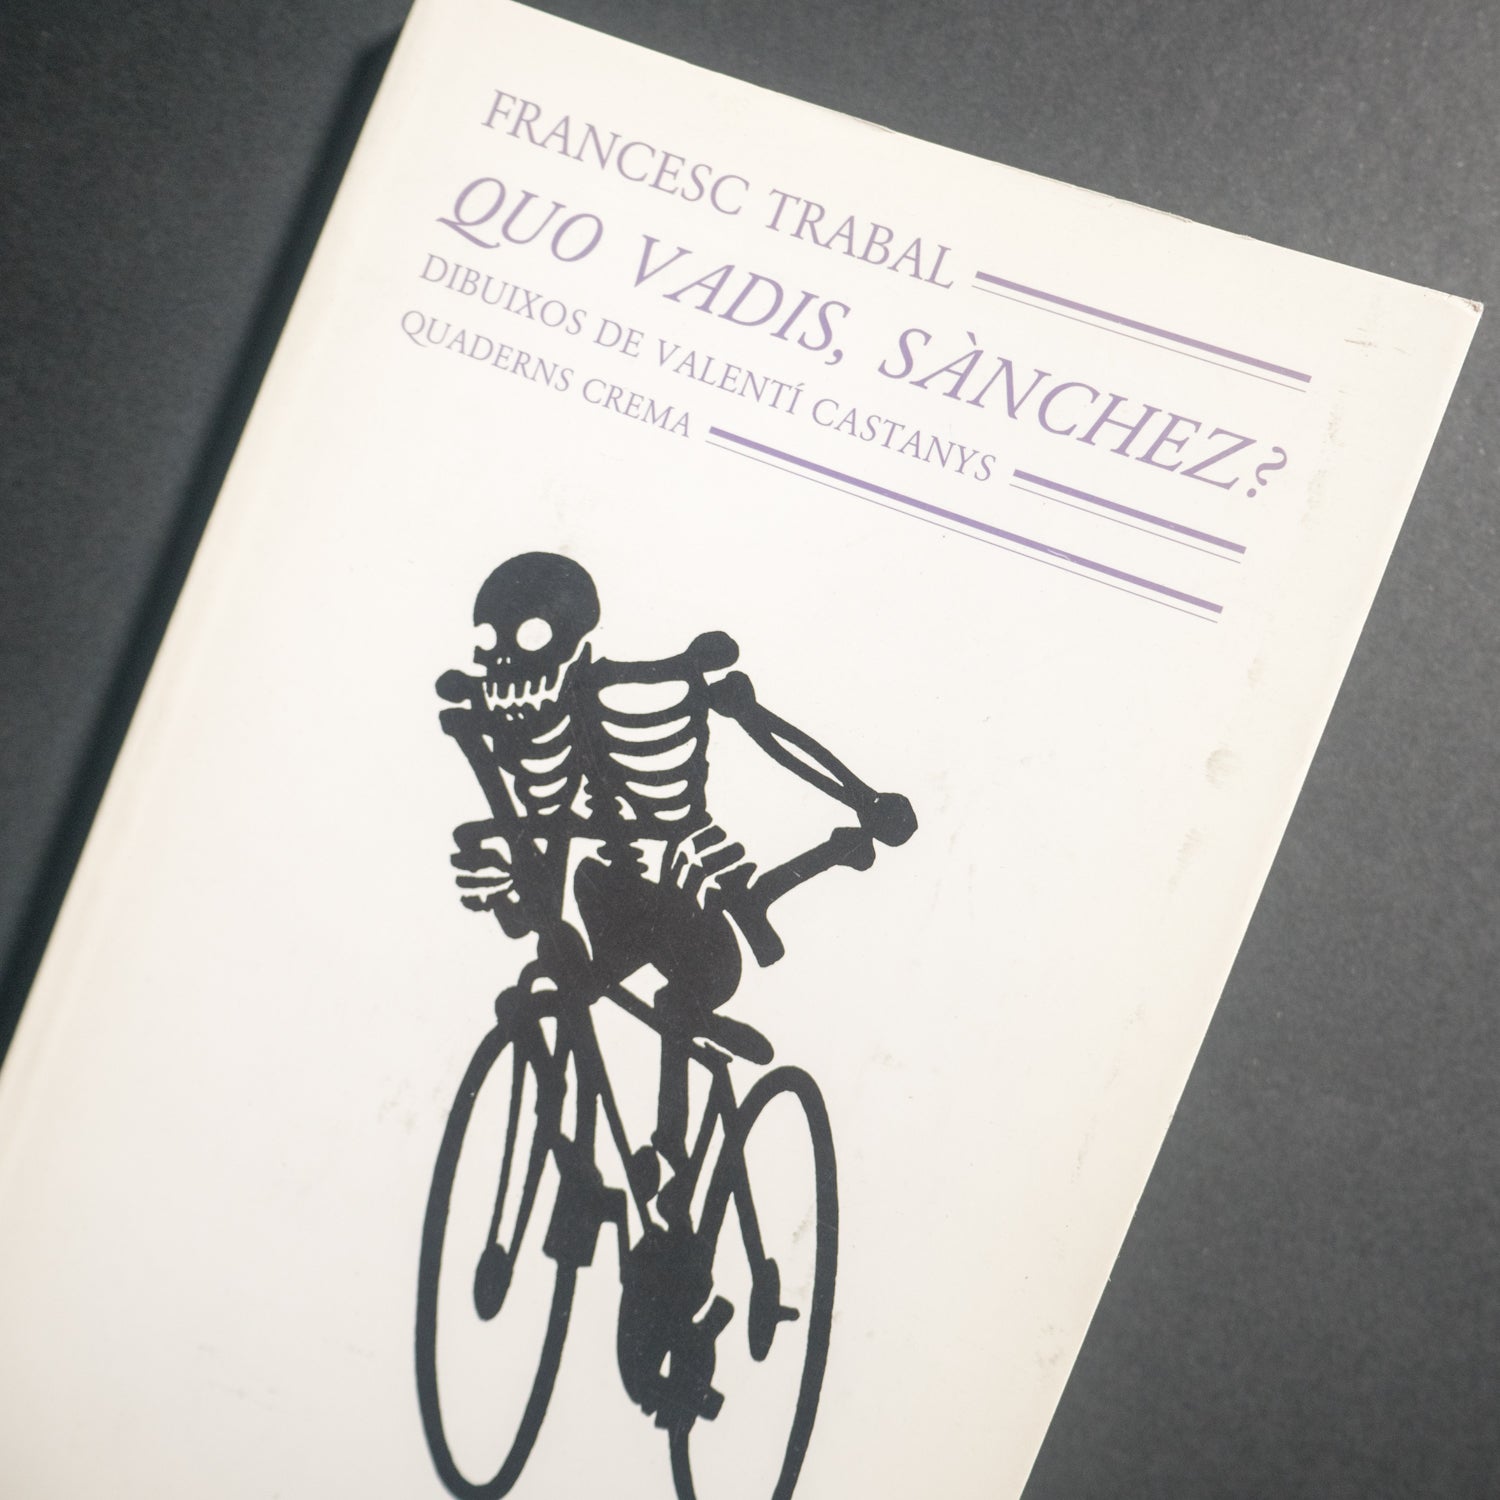 FRANCESC TRABAL
QUO VADIS, SÀNCHEZ?
DIBUIXOS DE VALENTÍ CASTANYS
QUADERNS CREMA